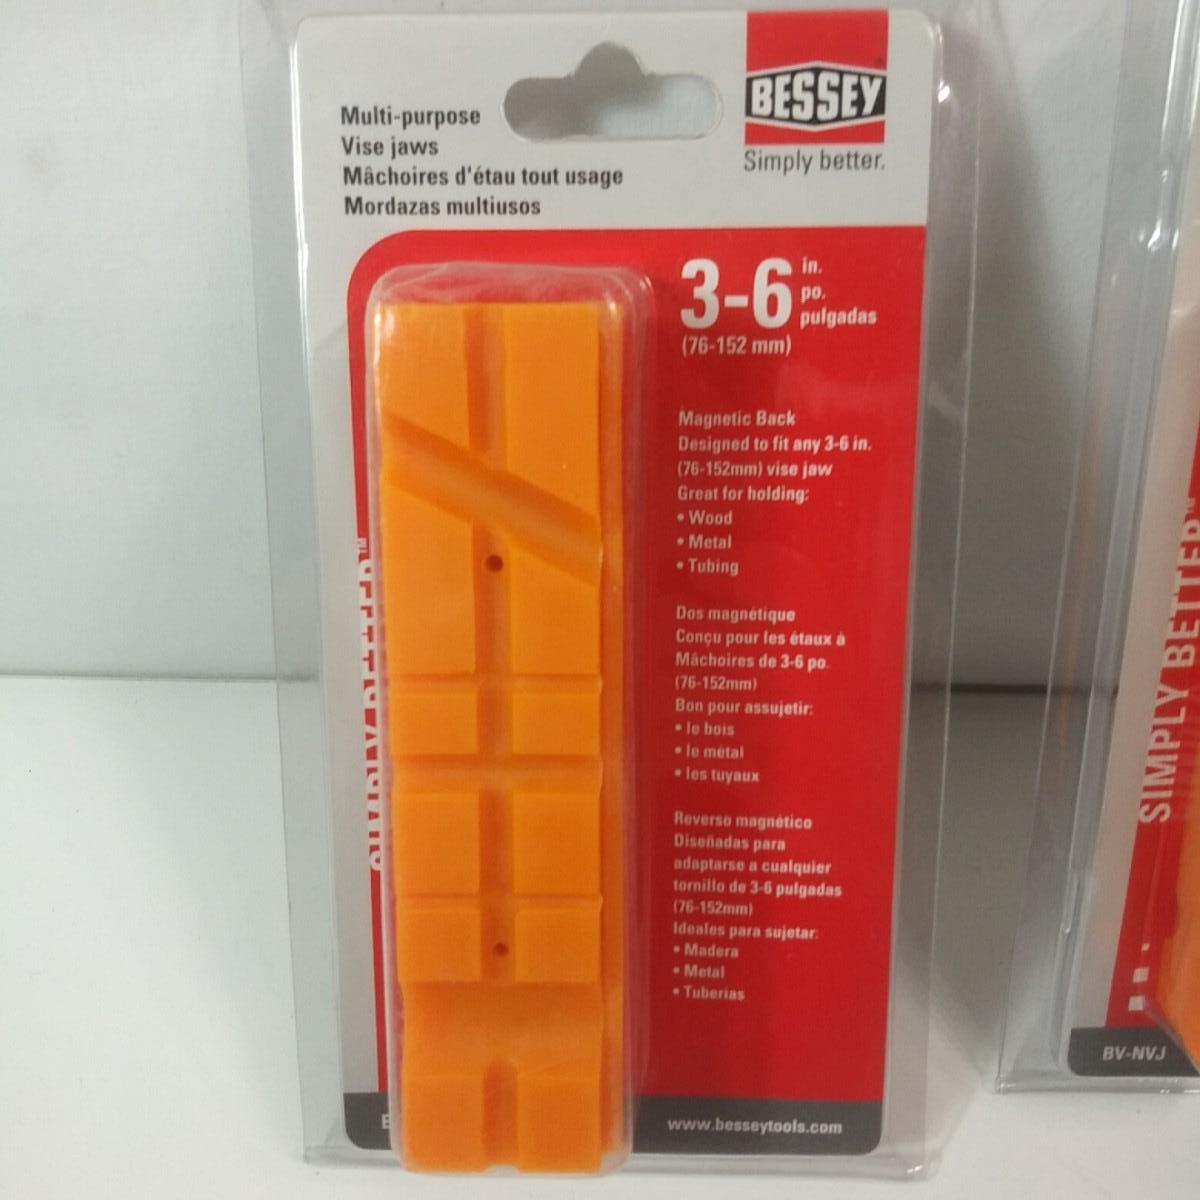 Multi-purpose
Vise jaws
Mâchoires d'étau tout usage
Mordazas multiusos
BESSEY
Simply better.
3-6 in.
po.
pulgadas
(76-152 mm)
Magnetic Back
Designed to fit any 3-6 in.
(76-152mm) vise jaw
Great for holding:
• Wood
• Metal
• Tubing
Dos magnétique
Conçu pour les étaux à
Mâchoires de 3-6 po.
(76-152mm)
Bon pour assujetir:
• le bois
• le métal
• les tuyaux
Reverso magnético
Diseñadas para
adaptarse a cualquier
tornillo de 3-6 pulgadas
(76-152mm)
Ideales para sujetar:
• Madera
• Metal
• Tuberias
www.besseytools.com
SIMPLY BETTER™
SIMPLY BETTER™
BV-NVJ